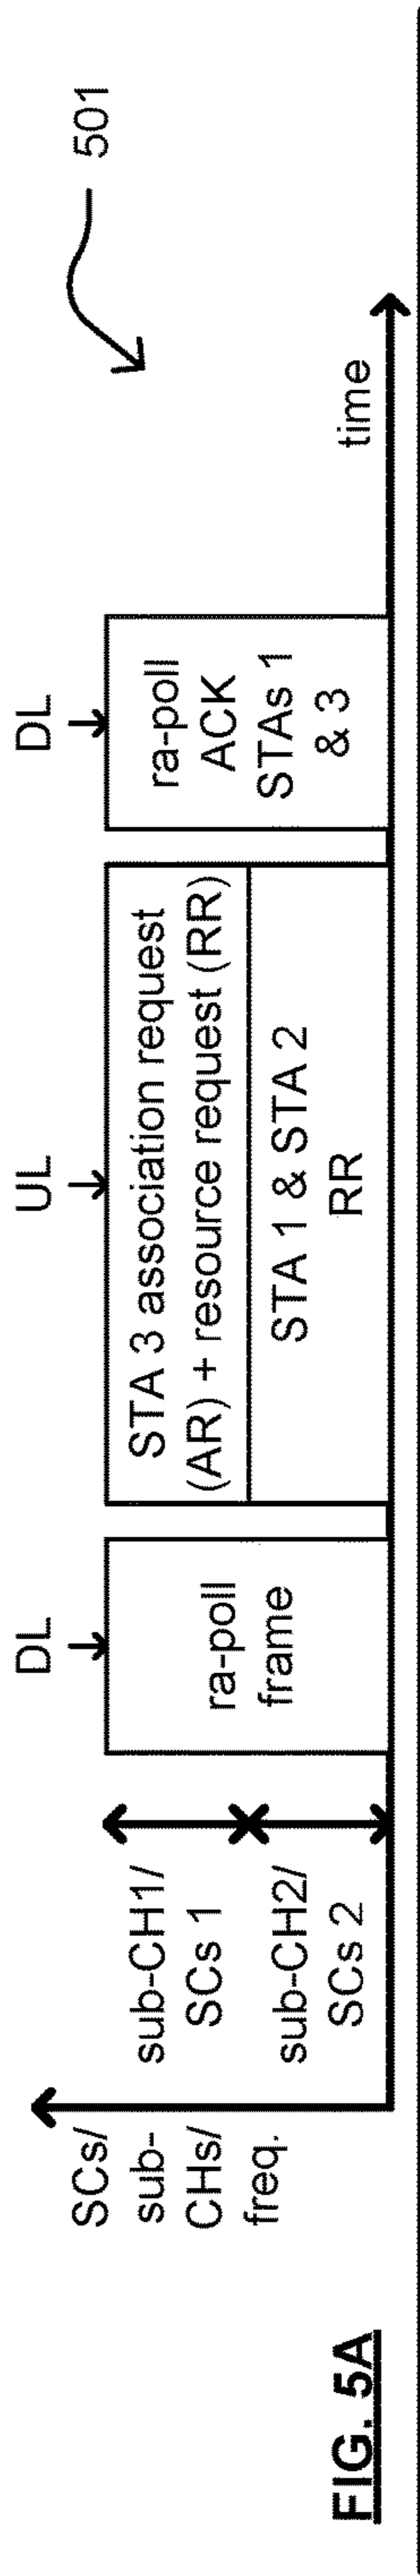 SCs/
sub-
CHs/
freq.
sub-CH1/
SCs 1
sub-CH2/
SCs 2
DL
ra-poll
frame
UL
STA 3 association request
(AR) + resource request (RR)
STA 1 & STA 2
RR
DL
ra-poll
ACK
STAs 1
& 3
time
501
FIG. 5A